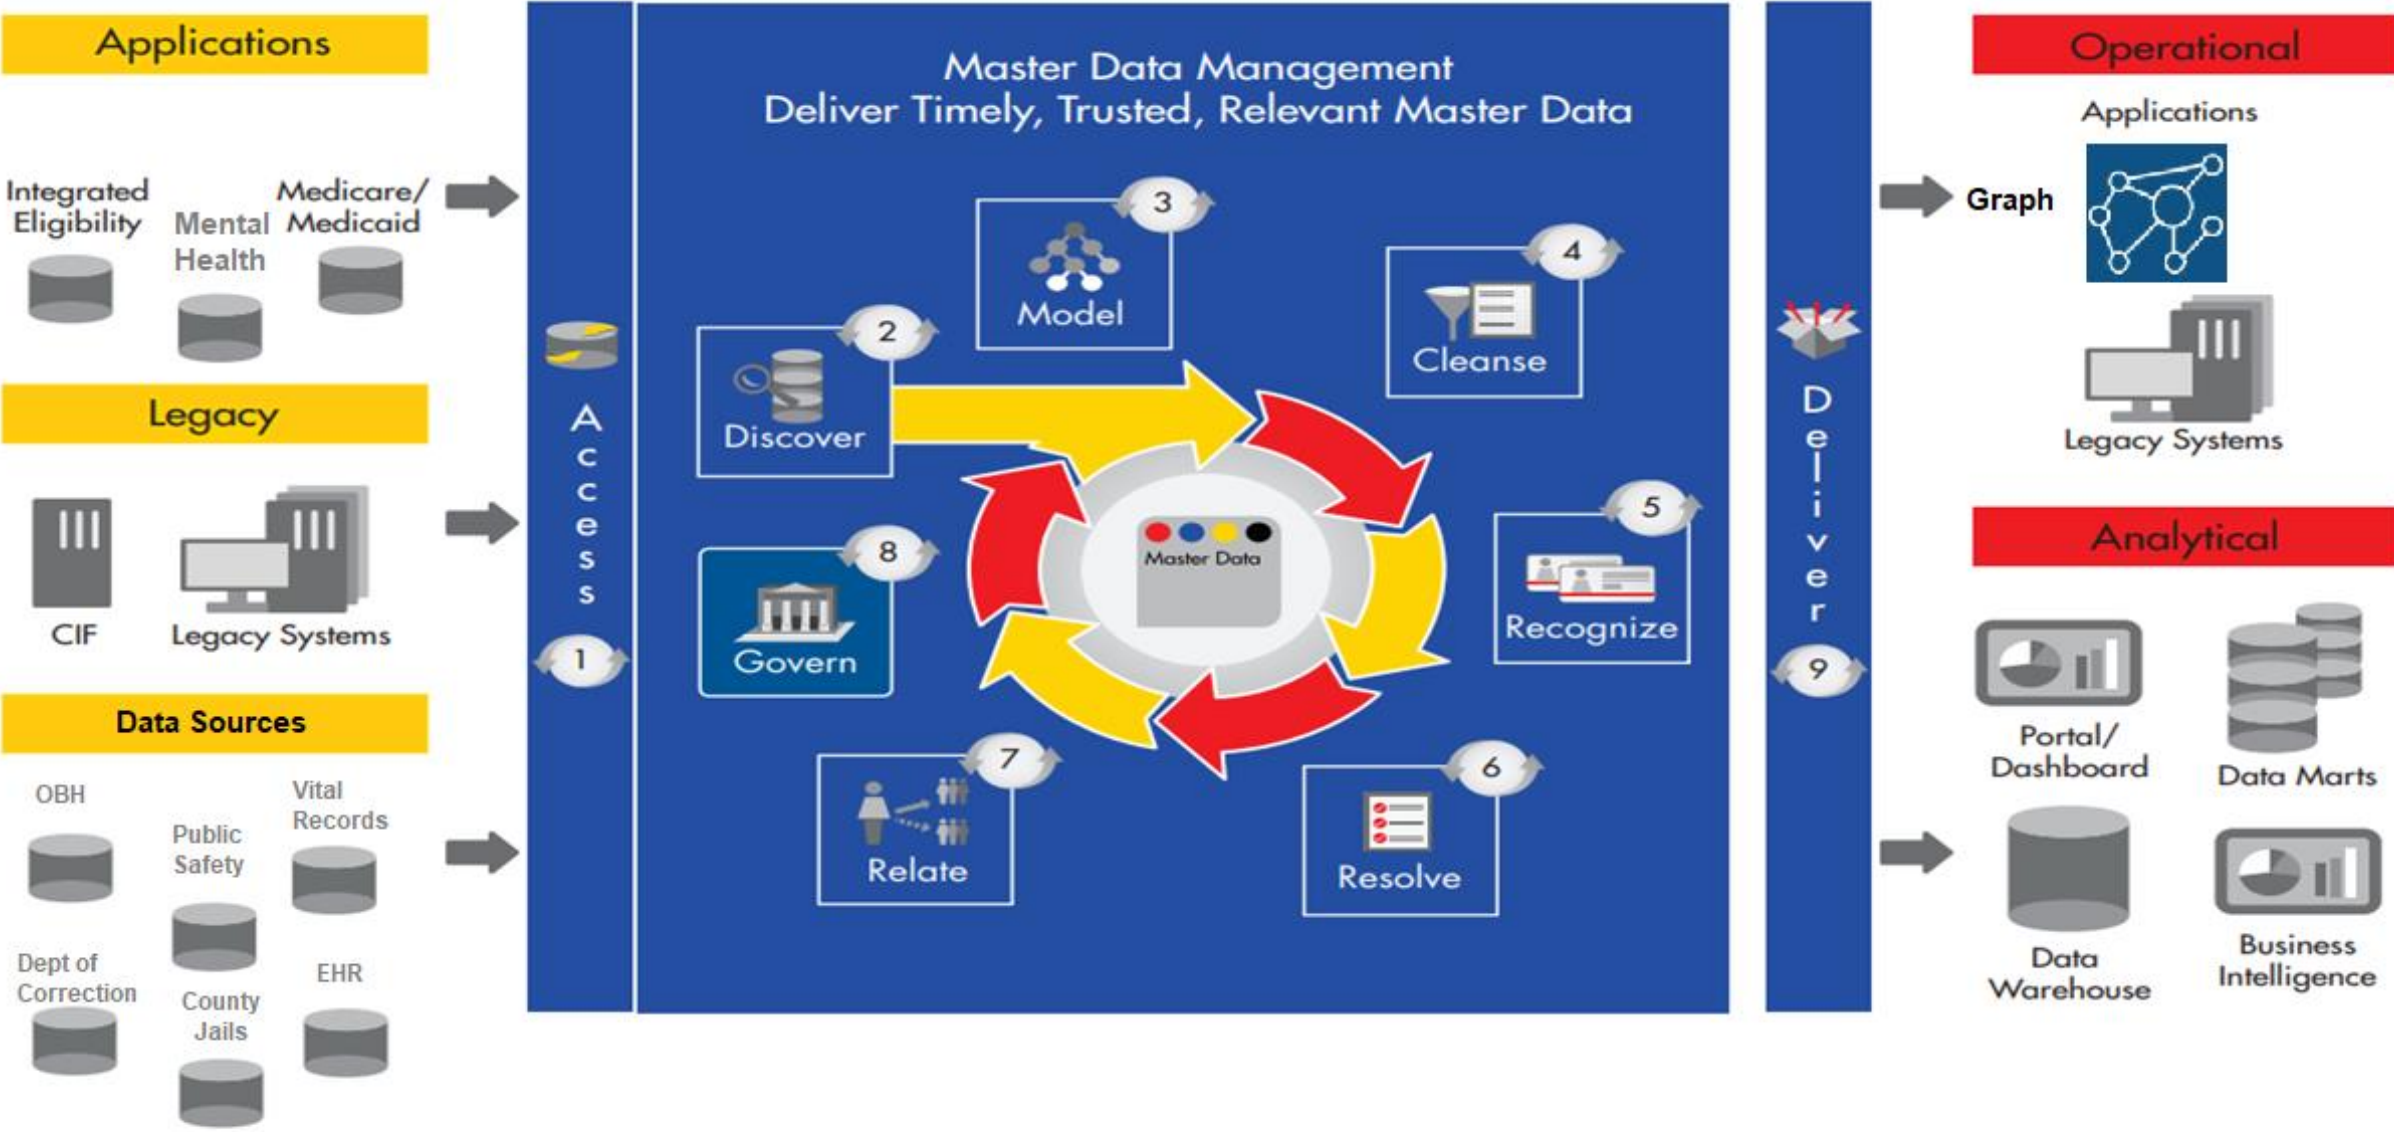 Applications
Integrated
Eligibility
Mental
Health
Medicare/
Medicaid
Legacy
CIF
Legacy Systems
Data Sources
OBH
Public
Safety
Vital
Records
Dept of
Correction
County
Jails
EHR
Access
1
Master Data Management
Deliver Timely, Trusted, Relevant Master Data
2
Discover
3
Model
4
Cleanse
5
Recognize
6
Resolve
7
Relate
8
Govern
Master Data
Deliver
9
Operational
Applications
Graph
Legacy Systems
Analytical
Portal/
Dashboard
Data Marts
Data
Warehouse
Business
Intelligence